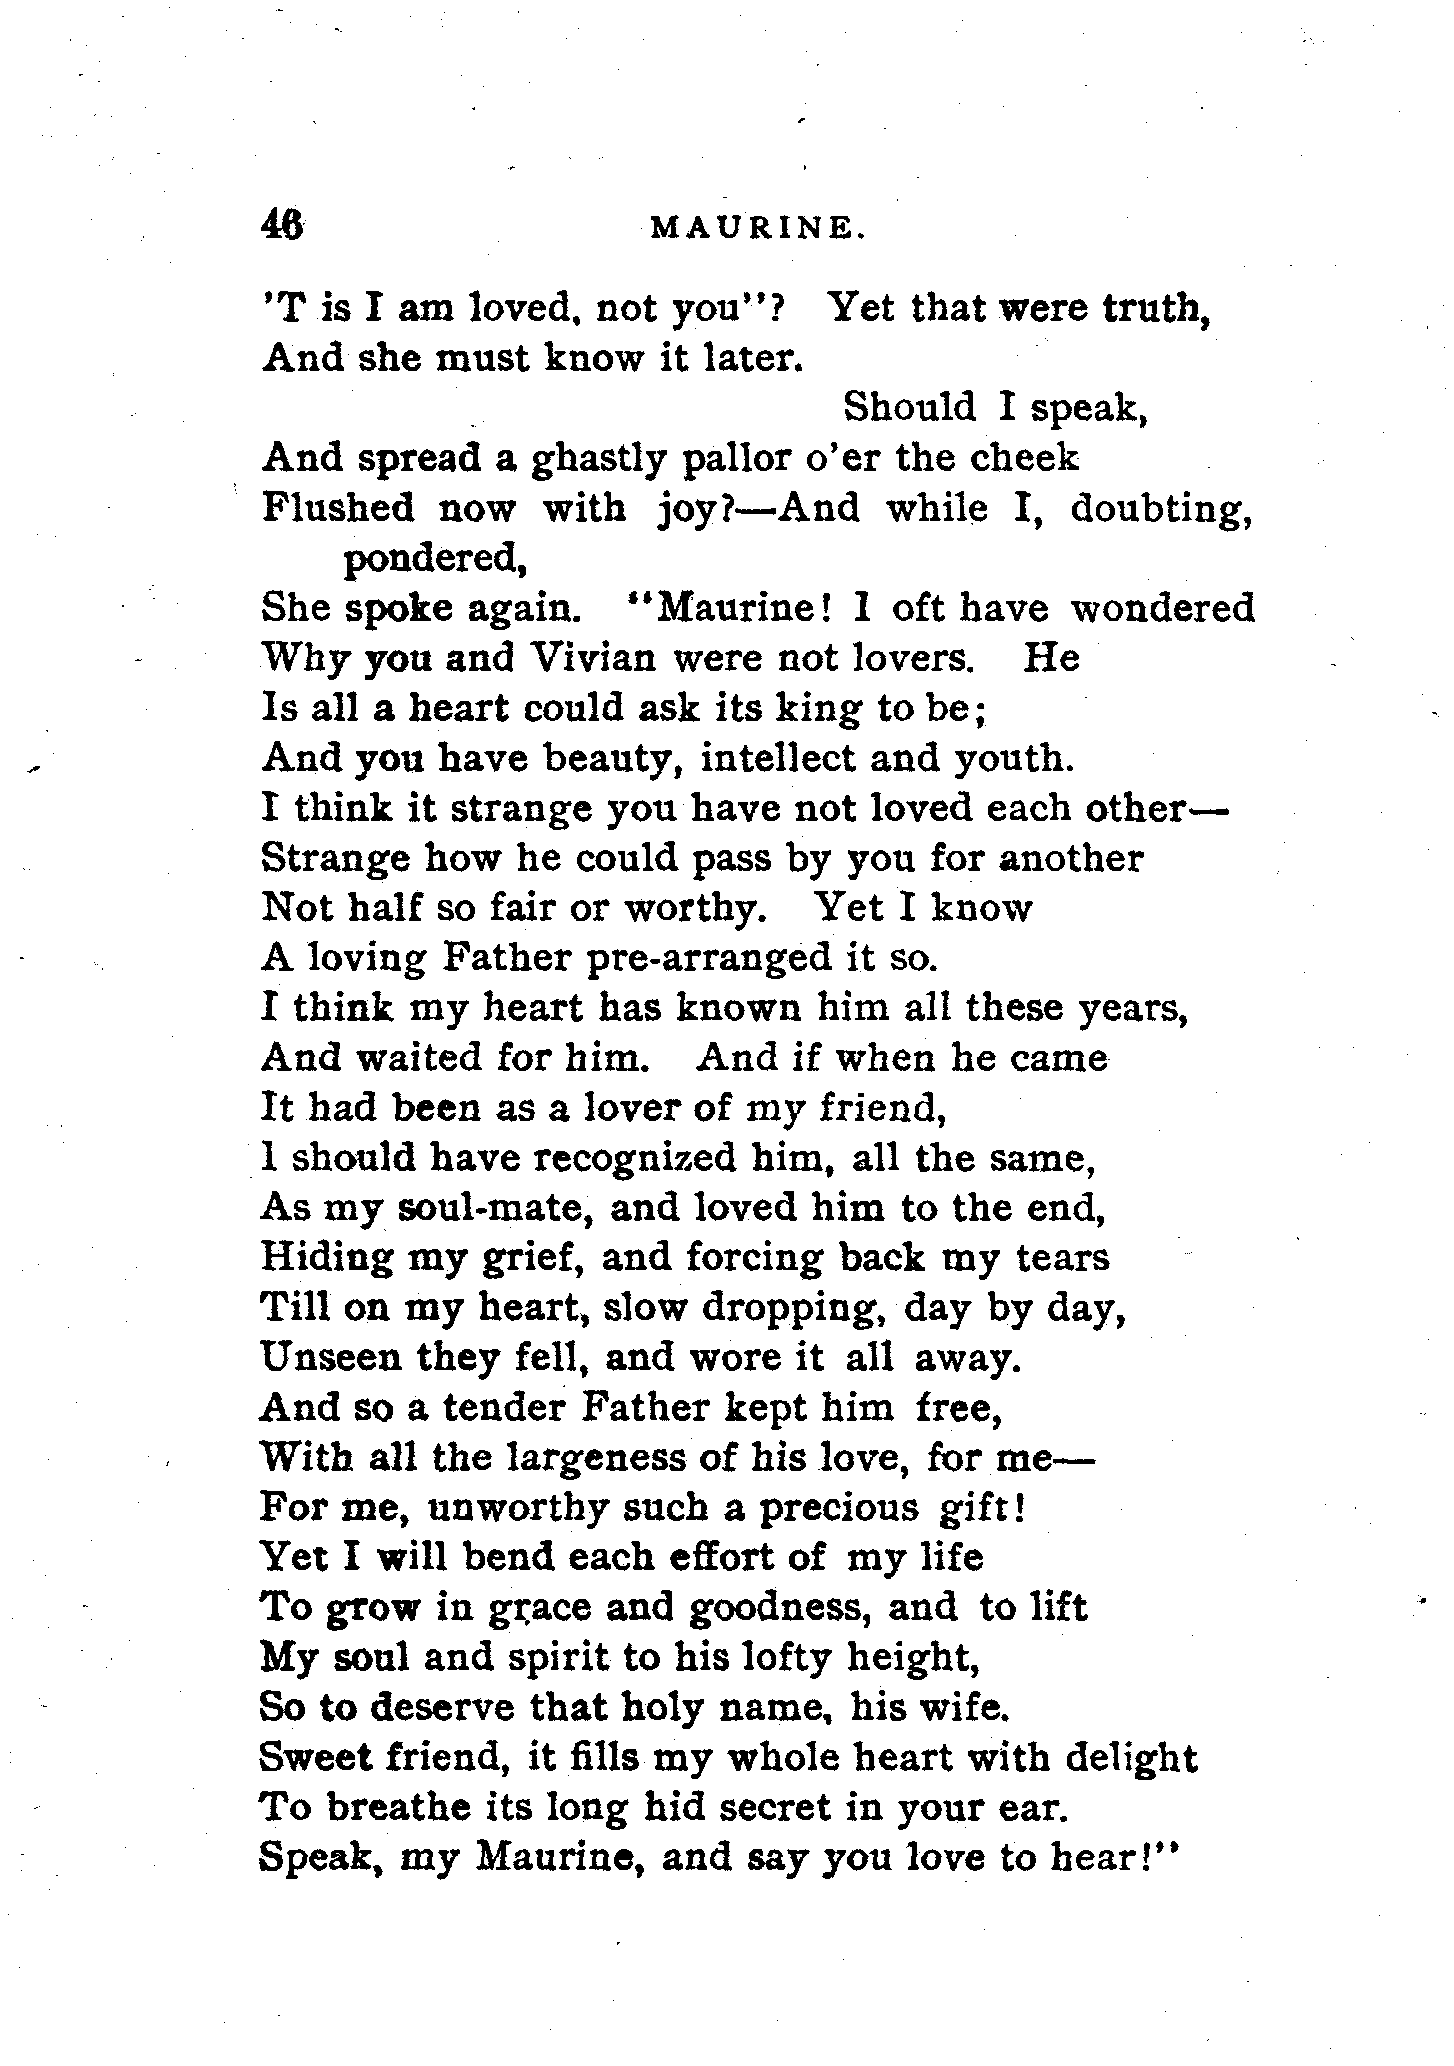 46 MAURINE.
'T is I am loved, not you"? Yet that were truth,
And she must know it later.
Should I speak,
And spread a ghastly pallor o'er the cheek
Flushed now with joy?—And while I, doubting,
pondered,
She spoke again. "Maurine! I oft have wondered
Why you and Vivian were not lovers. He
Is all a heart could ask its king to be;
And you have beauty, intellect and youth.
I think it strange you have not loved each other—
Strange how he could pass by you for another
Not half so fair or worthy. Yet I know
A loving Father pre-arranged it so.
I think my heart has known him all these years,
And waited for him. And if when he came
It had been as a lover of my friend,
I should have recognized him, all the same,
As my soul-mate, and loved him to the end,
Hiding my grief, and forcing back my tears
Till on my heart, slow dropping, day by day,
Unseen they fell, and wore it all away.
And so a tender Father kept him free,
With all the largeness of his love, for me—
For me, unworthy such a precious gift!
Yet I will bend each effort of my life
To grow in grace and goodness, and to lift
My soul and spirit to his lofty height,
So to deserve that holy name, his wife.
Sweet friend, it fills my whole heart with delight
To breathe its long hid secret in your ear.
Speak, my Maurine, and say you love to hear!"